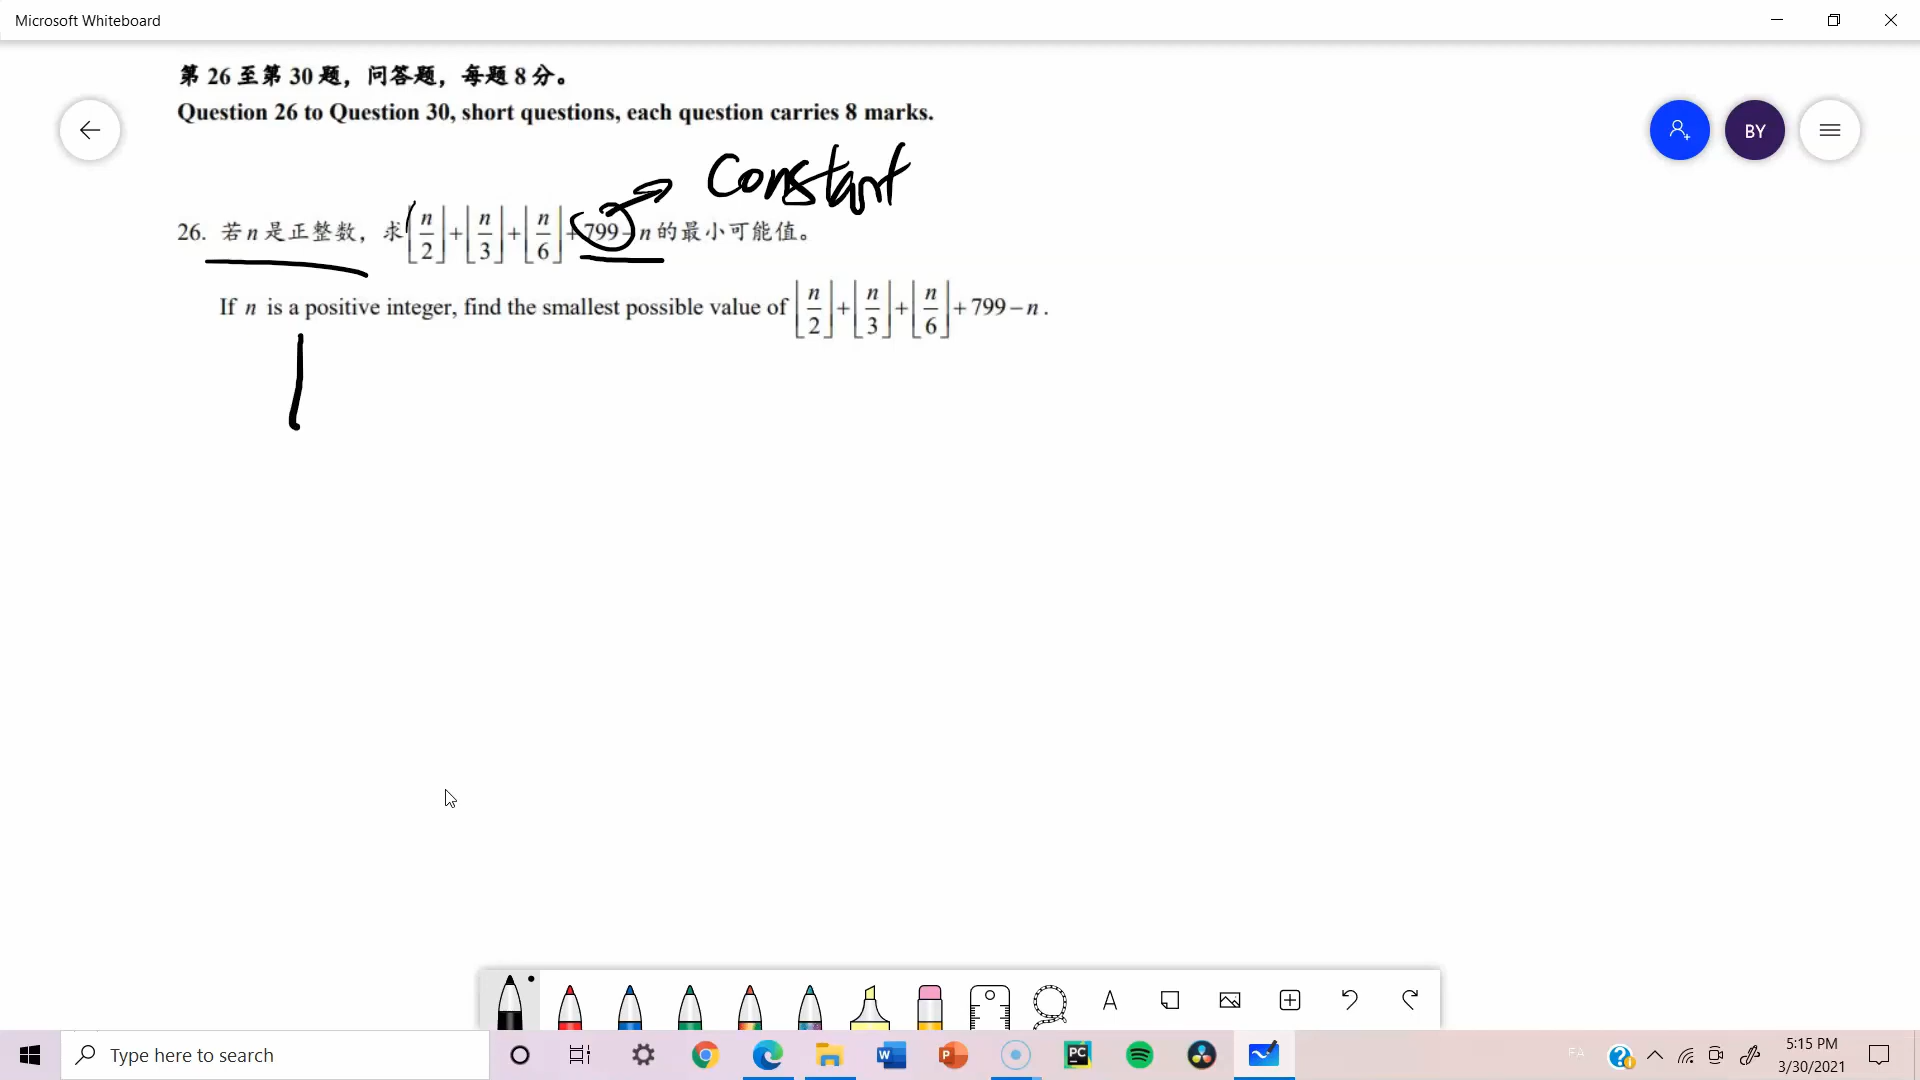 Microsoft Whiteboard
第 26 至第 30 题，问答题，每题 8 分。
Question 26 to Question 30, short questions, each question carries 8 marks.
BY
Constant
26. 若 n 是正整数，求 ⌊n/2⌋ + ⌊n/3⌋ + ⌊n/6⌋ + 799 − n 的最小可能值。
If n is a positive integer, find the smallest possible value of ⌊n/2⌋ + ⌊n/3⌋ + ⌊n/6⌋ + 799 − n .
Type here to search
5:15 PM
3/30/2021